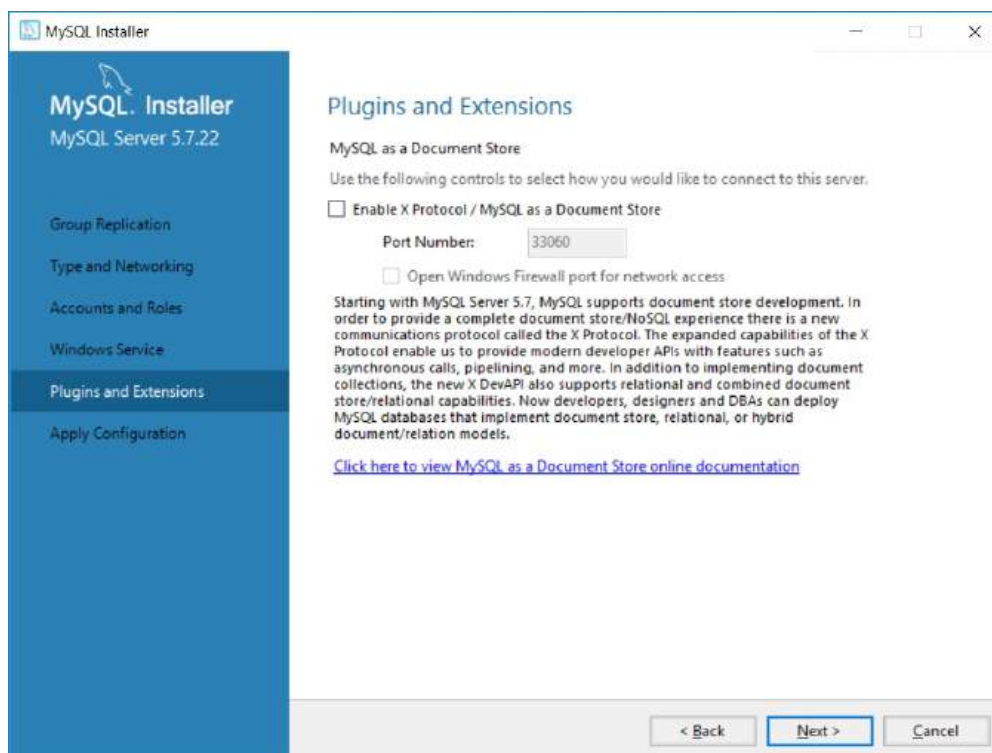 MySQL Installer
MySQL. Installer
MySQL Server 5.7.22
Group Replication
Type and Networking
Accounts and Roles
Windows Service
Plugins and Extensions
Apply Configuration
Plugins and Extensions
MySQL as a Document Store
Use the following controls to select how you would like to connect to this server.
Enable X Protocol / MySQL as a Document Store
Port Number: 33060
Open Windows Firewall port for network access
Starting with MySQL Server 5.7, MySQL supports document store development. In
order to provide a complete document store/NoSQL experience there is a new
communications protocol called the X Protocol. The expanded capabilities of the X
Protocol enable us to provide modern developer APIs with features such as
asynchronous calls, pipelining, and more. In addition to implementing document
collections, the new X DevAPI also supports relational and combined document
store/relational capabilities. Now developers, designers and DBAs can deploy
MySQL databases that implement document store, relational, or hybrid
document/relation models.
Click here to view MySQL as a Document Store online documentation
< Back Next > Cancel